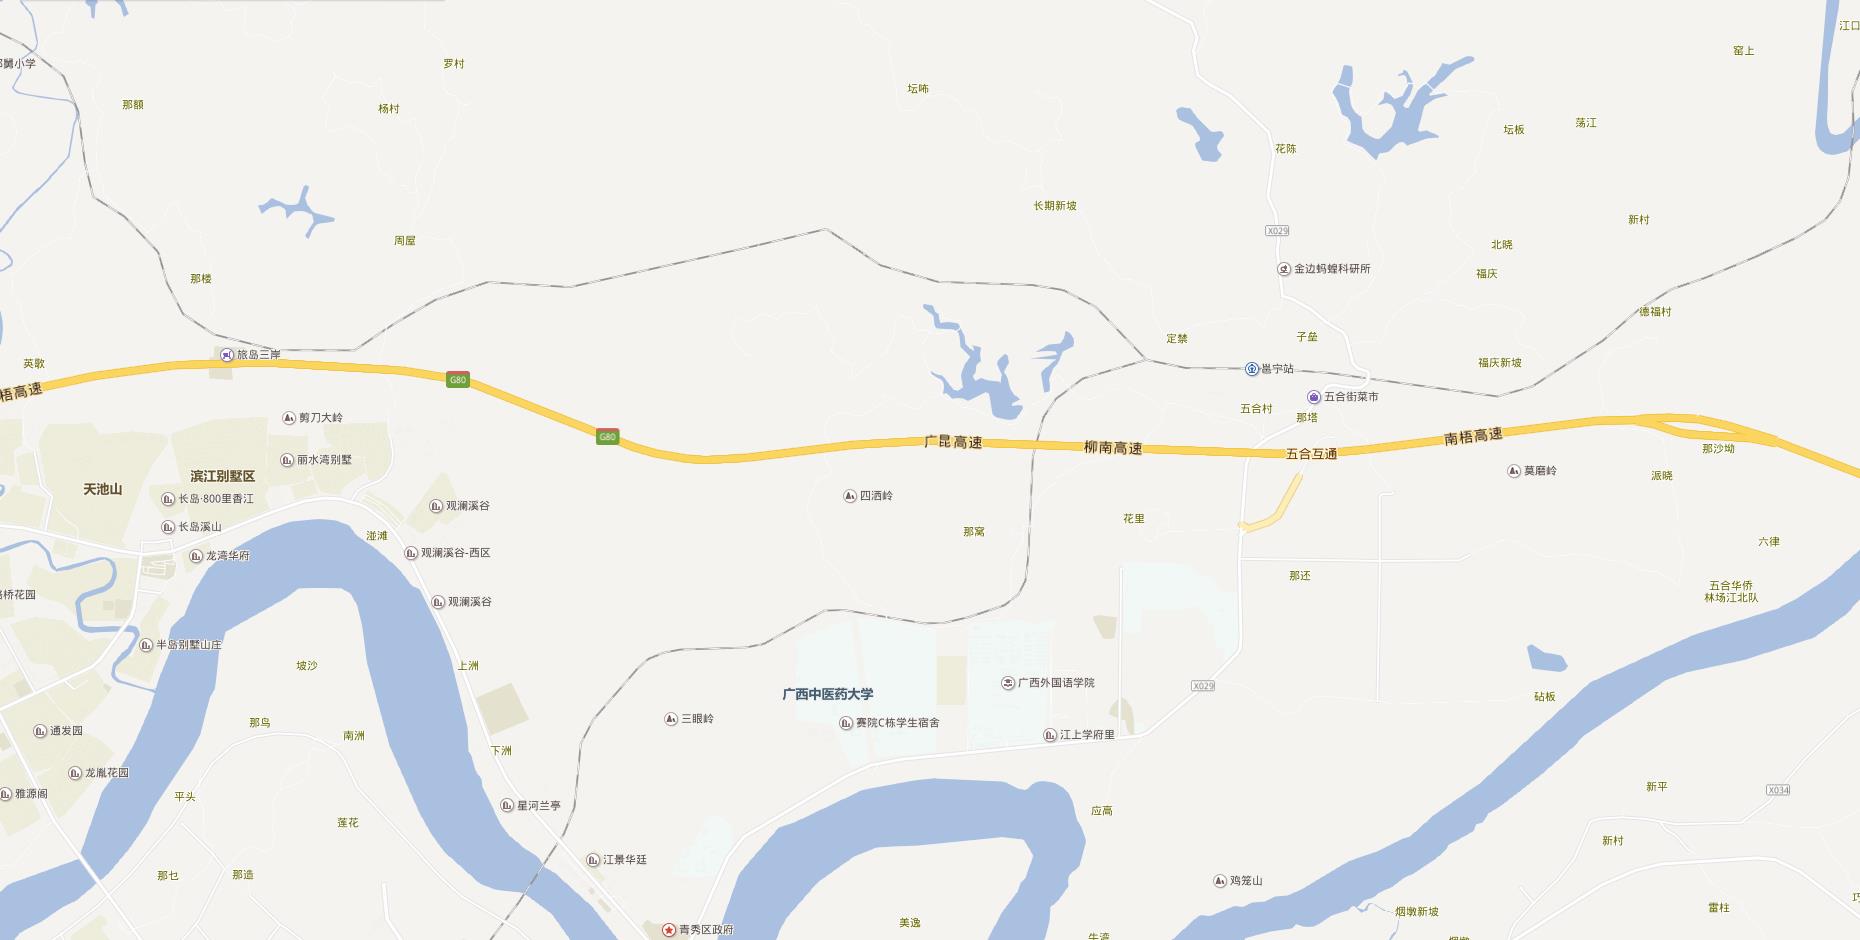 江口
窑上
罗村
坛咘
那额
杨村
荡江
坛板
花陈
长期新坡
新村
X029
周屋
北晓
金边蚂蝗科研所
福庆
那楼
德福村
子垒
定禁
旅岛三岸
英歌
福庆新坡
邕宁站
G80
梧高速
五合街菜市
五合村
那塔
剪刀大岭
G80
广昆高速
柳南高速
南梧高速
五合互通
那沙坳
丽水湾别墅
莫磨岭
派晓
滨江别墅区
天池山
长岛·800里香江
四洒岭
观澜溪谷
花里
长岛溪山
那窝
湴滩
六律
龙湾华府
观澜溪谷-西区
那还
五合华侨
林场江北队
桥花园
观澜溪谷
半岛别墅山庄
坡沙
上洲
广西外国语学院
X029
广西中医药大学
砧板
三眼岭
赛院C栋学生宿舍
那鸟
通发园
南洲
江上学府里
下洲
龙胤花园
新平
X034
雅源阁
平头
星河兰亭
应高
莲花
新村
江景华廷
那乜
那造
鸡笼山
烟墩新坡
雷柱
美逸
青秀区政府